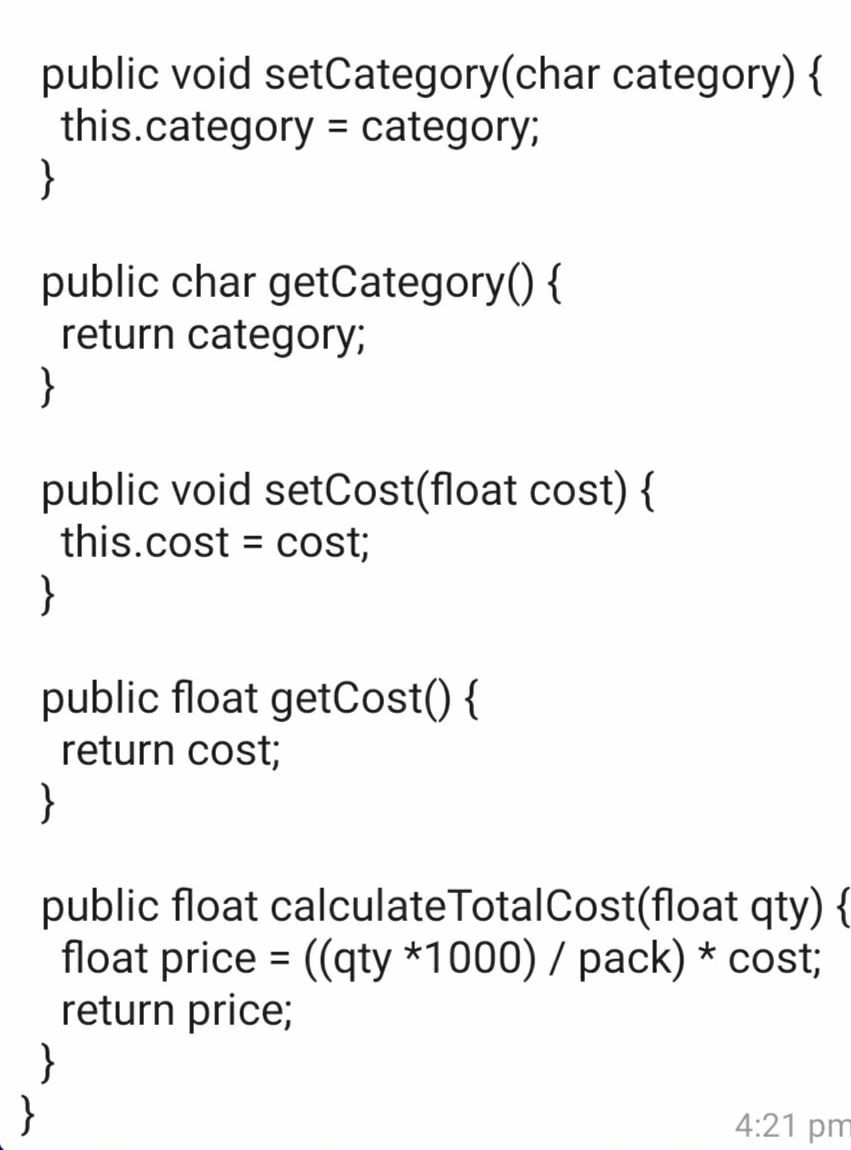 public void setCategory(char category) {
this.category = category;
}
public char getCategory() {
return category;
}
public void setCost(float cost) {
this.cost = cost;
}
public float getCost() {
return cost;
}
public float calculateTotalCost(float qty) {
float price = ((qty *1000) / pack) * cost;
return price;
}
}
4:21 pm